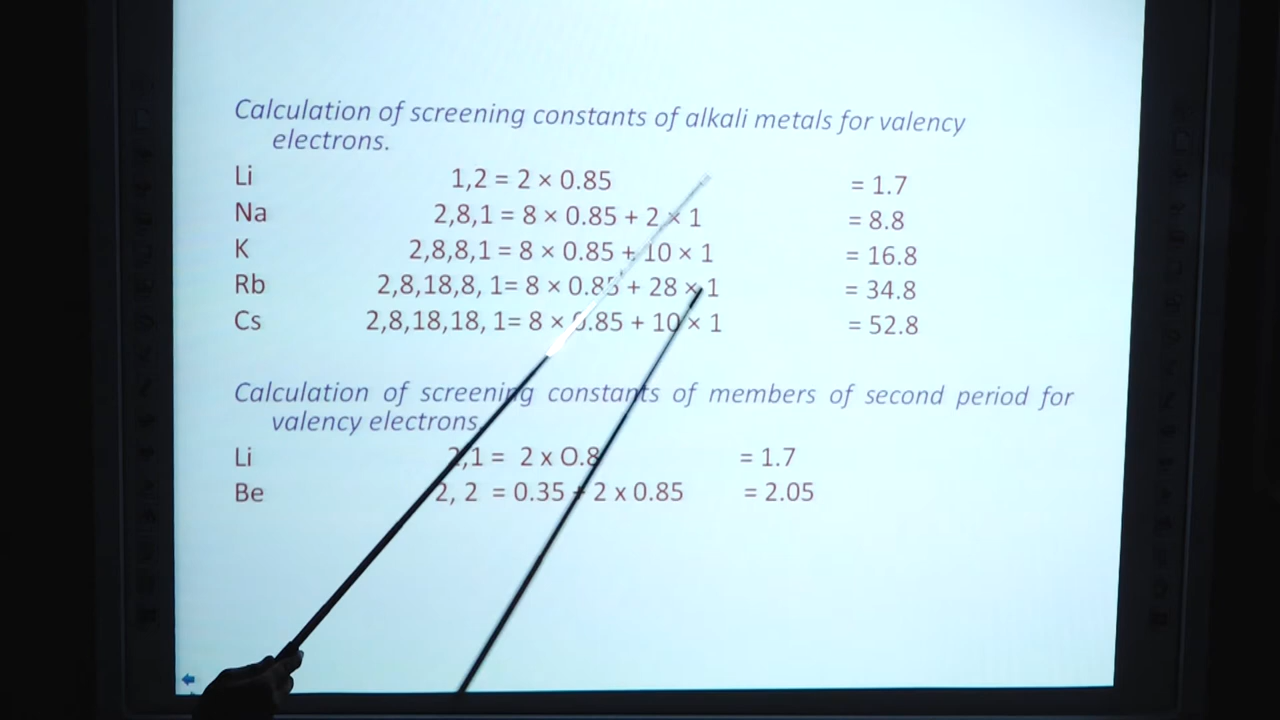 Calculation of screening constants of alkali metals for valency
electrons.
Li 1,2 = 2 × 0.85 = 1.7
Na 2,8,1 = 8 × 0.85 + 2 × 1 = 8.8
K 2,8,8,1 = 8 × 0.85 + 10 × 1 = 16.8
Rb 2,8,18,8, 1= 8 × 0.85 + 28 × 1 = 34.8
Cs 2,8,18,18, 1= 8 × 0.85 + 10 × 1 = 52.8
Calculation of screening constants of members of second period for
valency electrons
Li 2,1 = 2 x O.8 = 1.7
Be 2, 2 = 0.35 + 2 x 0.85 = 2.05